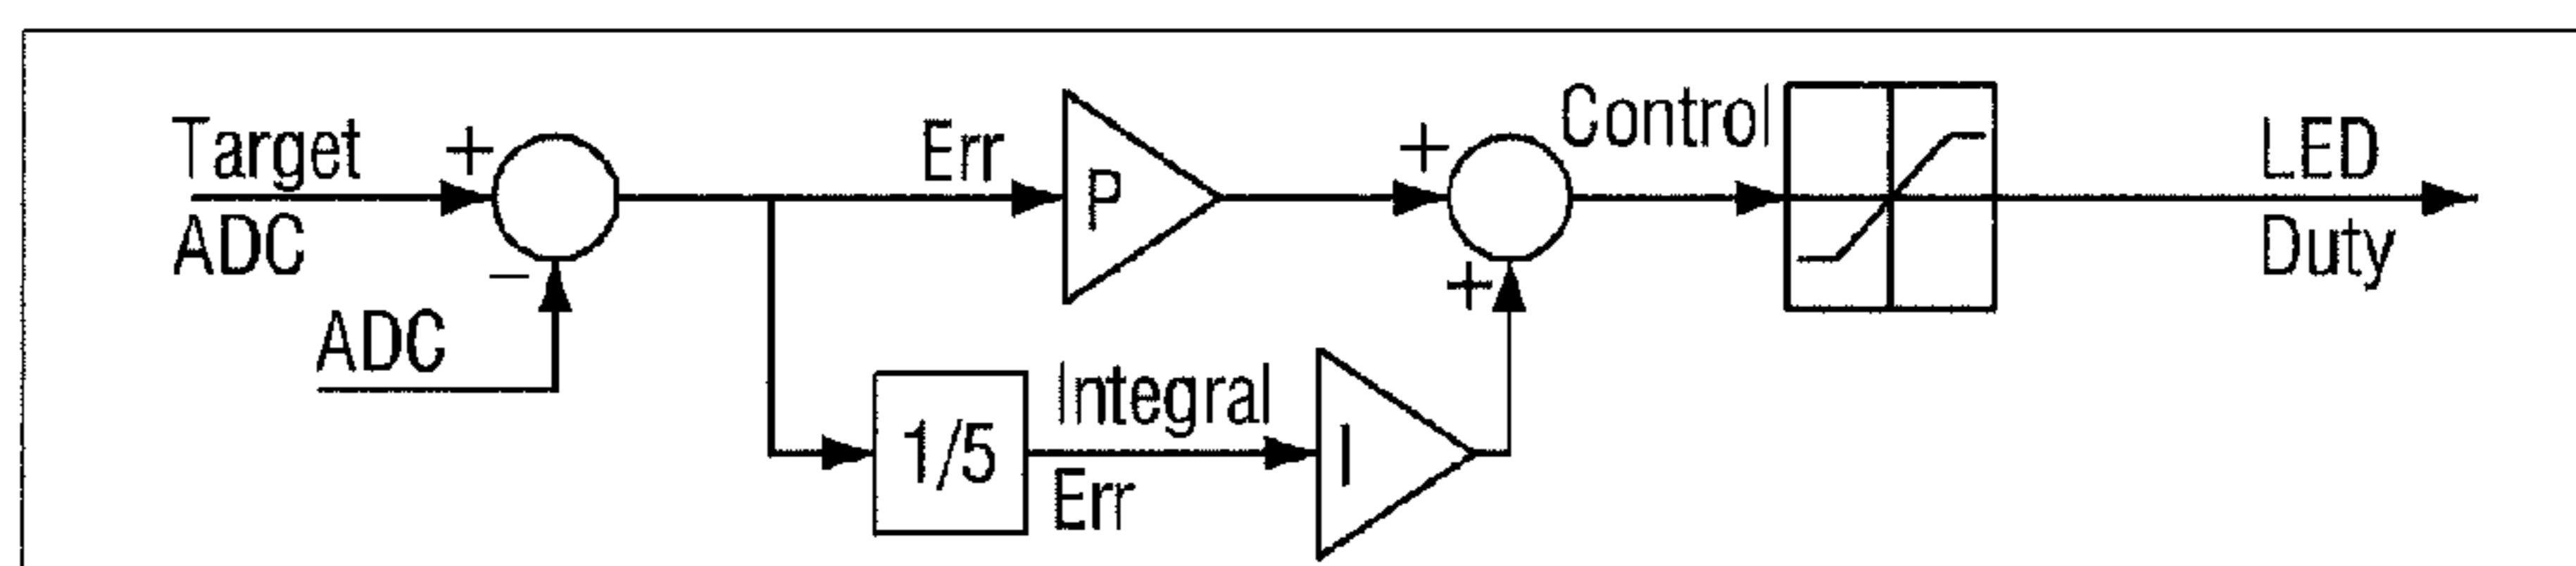 Target
ADC
+
−
ADC
Err
P
1/5
Integral
Err
I
+
+
Control
LED
Duty